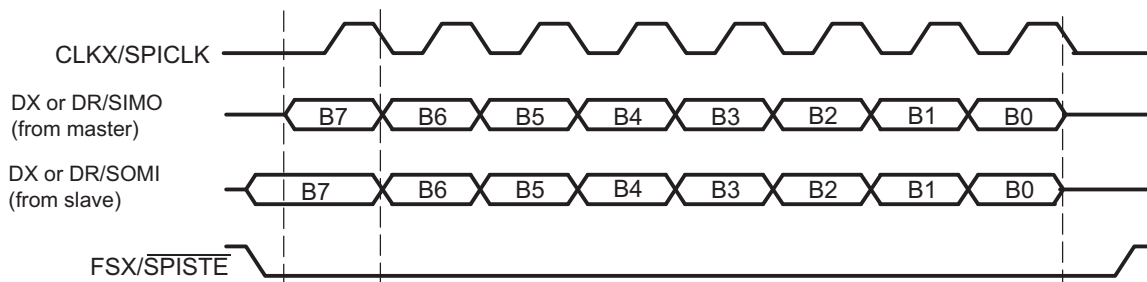 CLKX/SPICLK
DX or DR/SIMO
(from master)
B7 B6 B5 B4 B3 B2 B1 B0
DX or DR/SOMI
(from slave)
B7 B6 B5 B4 B3 B2 B1 B0
FSX/SPISTE